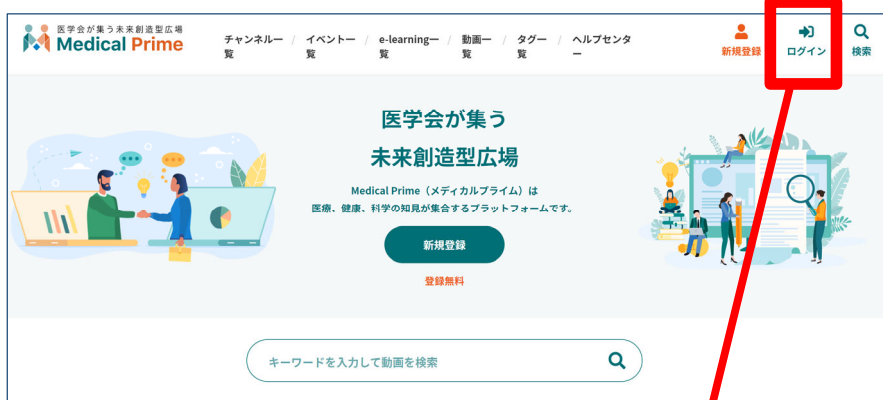 医学会が集う未来創造型広場
Medical Prime
チャンネル一覧 / イベント一覧 / e-learning一覧 / 動画一覧 / タグ一覧 / ヘルプセンター
新規登録
ログイン
検索
医学会が集う
未来創造型広場
Medical Prime（メディカルプライム）は
医療、健康、科学の知見が集合するプラットフォームです。
新規登録
登録無料
キーワードを入力して動画を検索